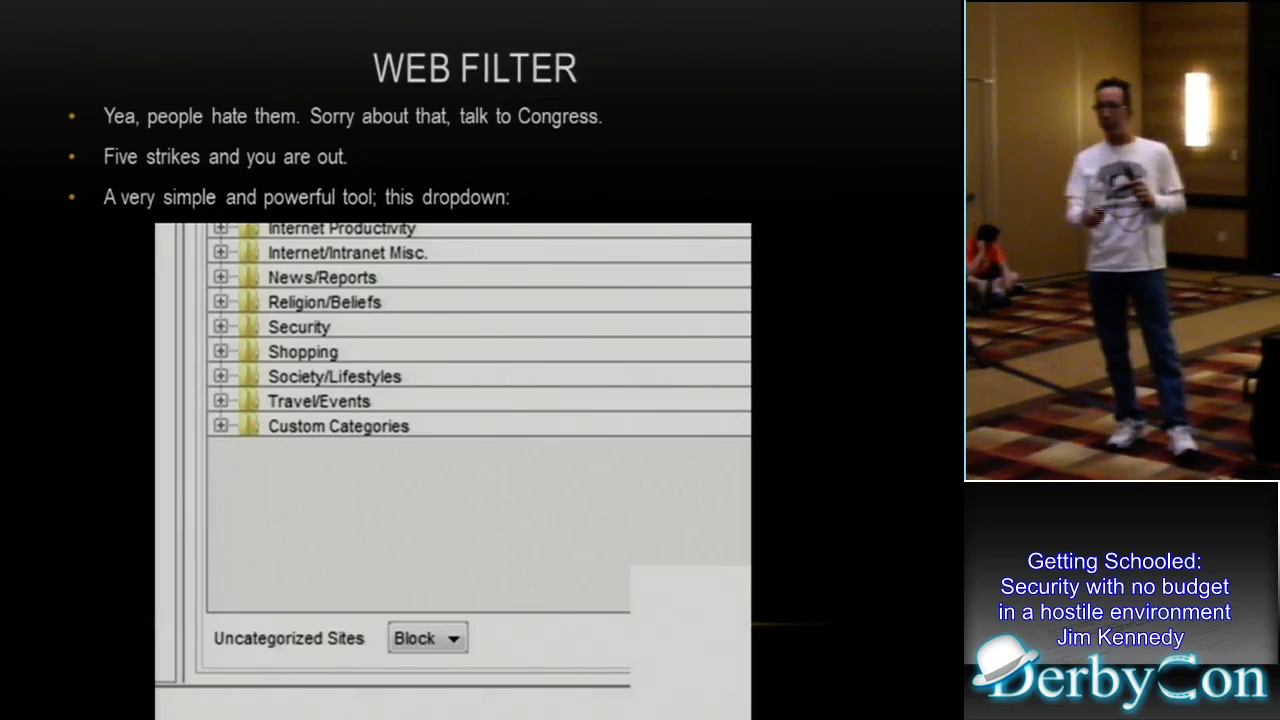 WEB FILTER
Yea, people hate them. Sorry about that, talk to Congress.
Five strikes and you are out.
A very simple and powerful tool; this dropdown:
Internet Productivity
Internet/Intranet Misc.
News/Reports
Religion/Beliefs
Security
Shopping
Society/Lifestyles
Travel/Events
Custom Categories
Uncategorized Sites Block
Getting Schooled:
Security with no budget
in a hostile environment
Jim Kennedy
DerbyCon